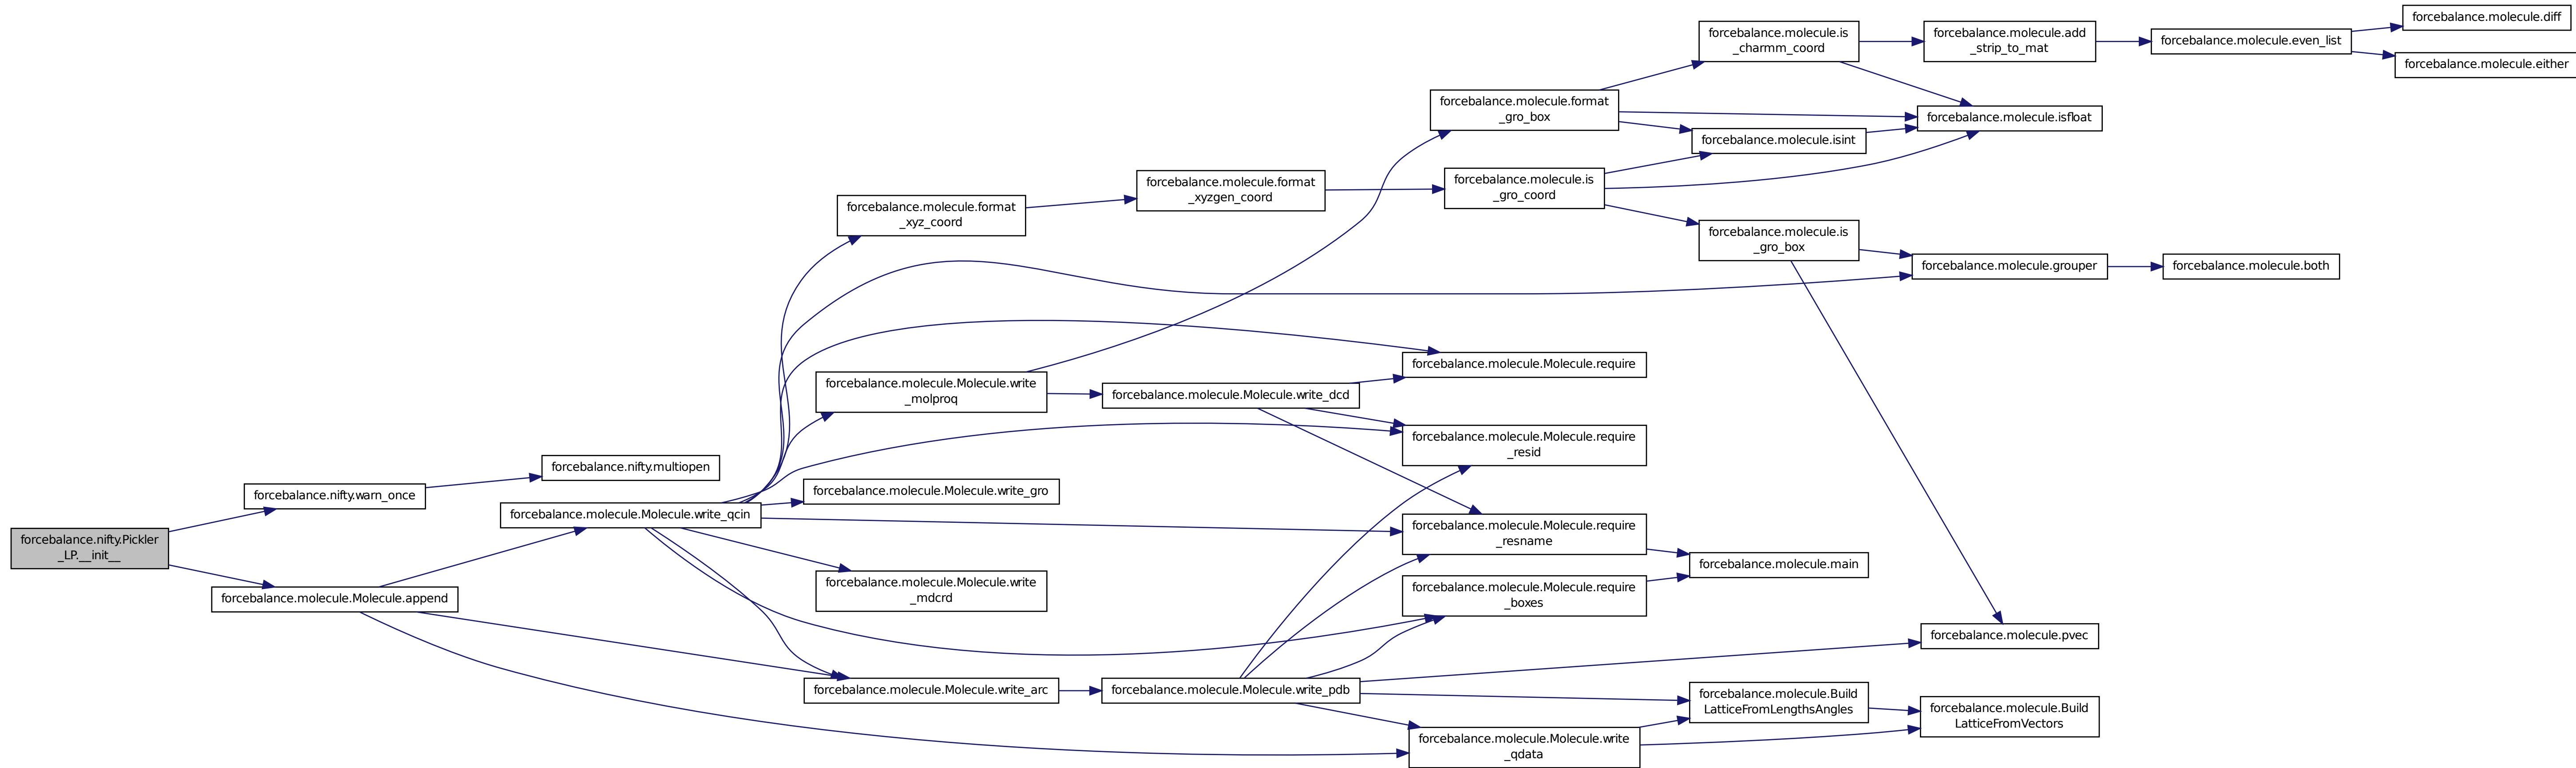 forcebalance.nifty.Pickler
_LP.__init__
forcebalance.nifty.warn_once
forcebalance.nifty.multiopen
forcebalance.molecule.Molecule.append
forcebalance.molecule.Molecule.write_qcin
forcebalance.molecule.format
_xyz_coord
forcebalance.molecule.Molecule.write
_molproq
forcebalance.molecule.Molecule.write_gro
forcebalance.molecule.Molecule.write
_mdcrd
forcebalance.molecule.Molecule.write_arc
forcebalance.molecule.format
_xyzgen_coord
forcebalance.molecule.Molecule.write_dcd
forcebalance.molecule.Molecule.write_pdb
forcebalance.molecule.format
_gro_box
forcebalance.molecule.is
_gro_coord
forcebalance.molecule.Molecule.require
forcebalance.molecule.Molecule.require
_resid
forcebalance.molecule.Molecule.require
_resname
forcebalance.molecule.Molecule.require
_boxes
forcebalance.molecule.Molecule.write
_qdata
forcebalance.molecule.is
_charmm_coord
forcebalance.molecule.isint
forcebalance.molecule.is
_gro_box
forcebalance.molecule.main
forcebalance.molecule.Build
LatticeFromLengthsAngles
forcebalance.molecule.add
_strip_to_mat
forcebalance.molecule.isfloat
forcebalance.molecule.grouper
forcebalance.molecule.pvec
forcebalance.molecule.Build
LatticeFromVectors
forcebalance.molecule.even_list
forcebalance.molecule.both
forcebalance.molecule.diff
forcebalance.molecule.either